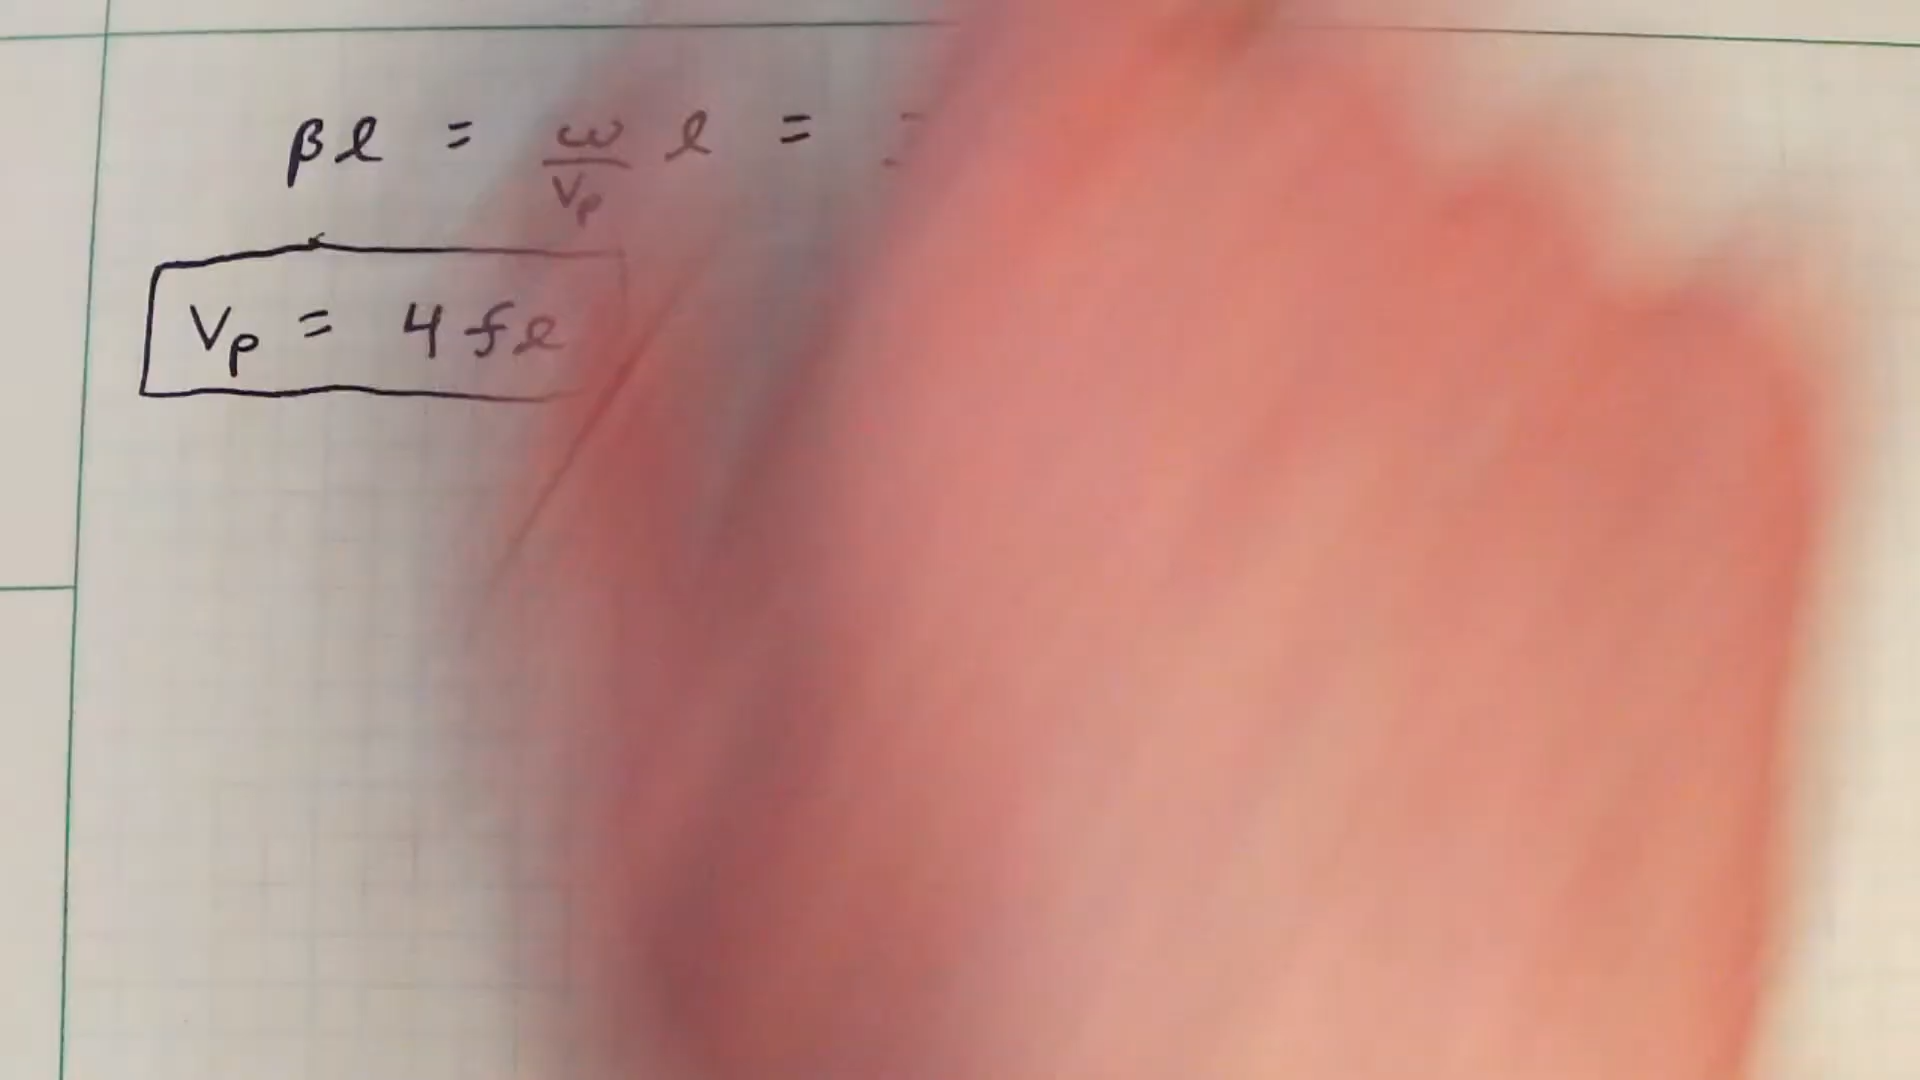 βl = ω/Vp l =
Vp = 4fl